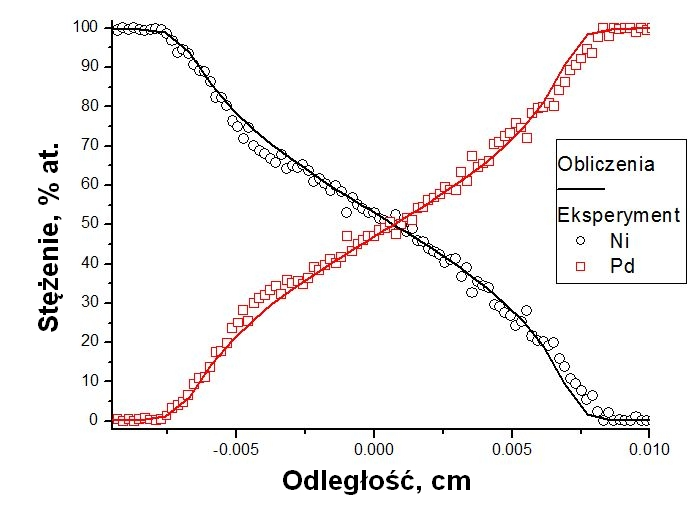 100
90
80
70
60
50
40
30
20
10
0
Stężenie, % at.
Obliczenia
Eksperyment
Ni
Pd
-0.005
0.000
0.005
0.010
Odległość, cm